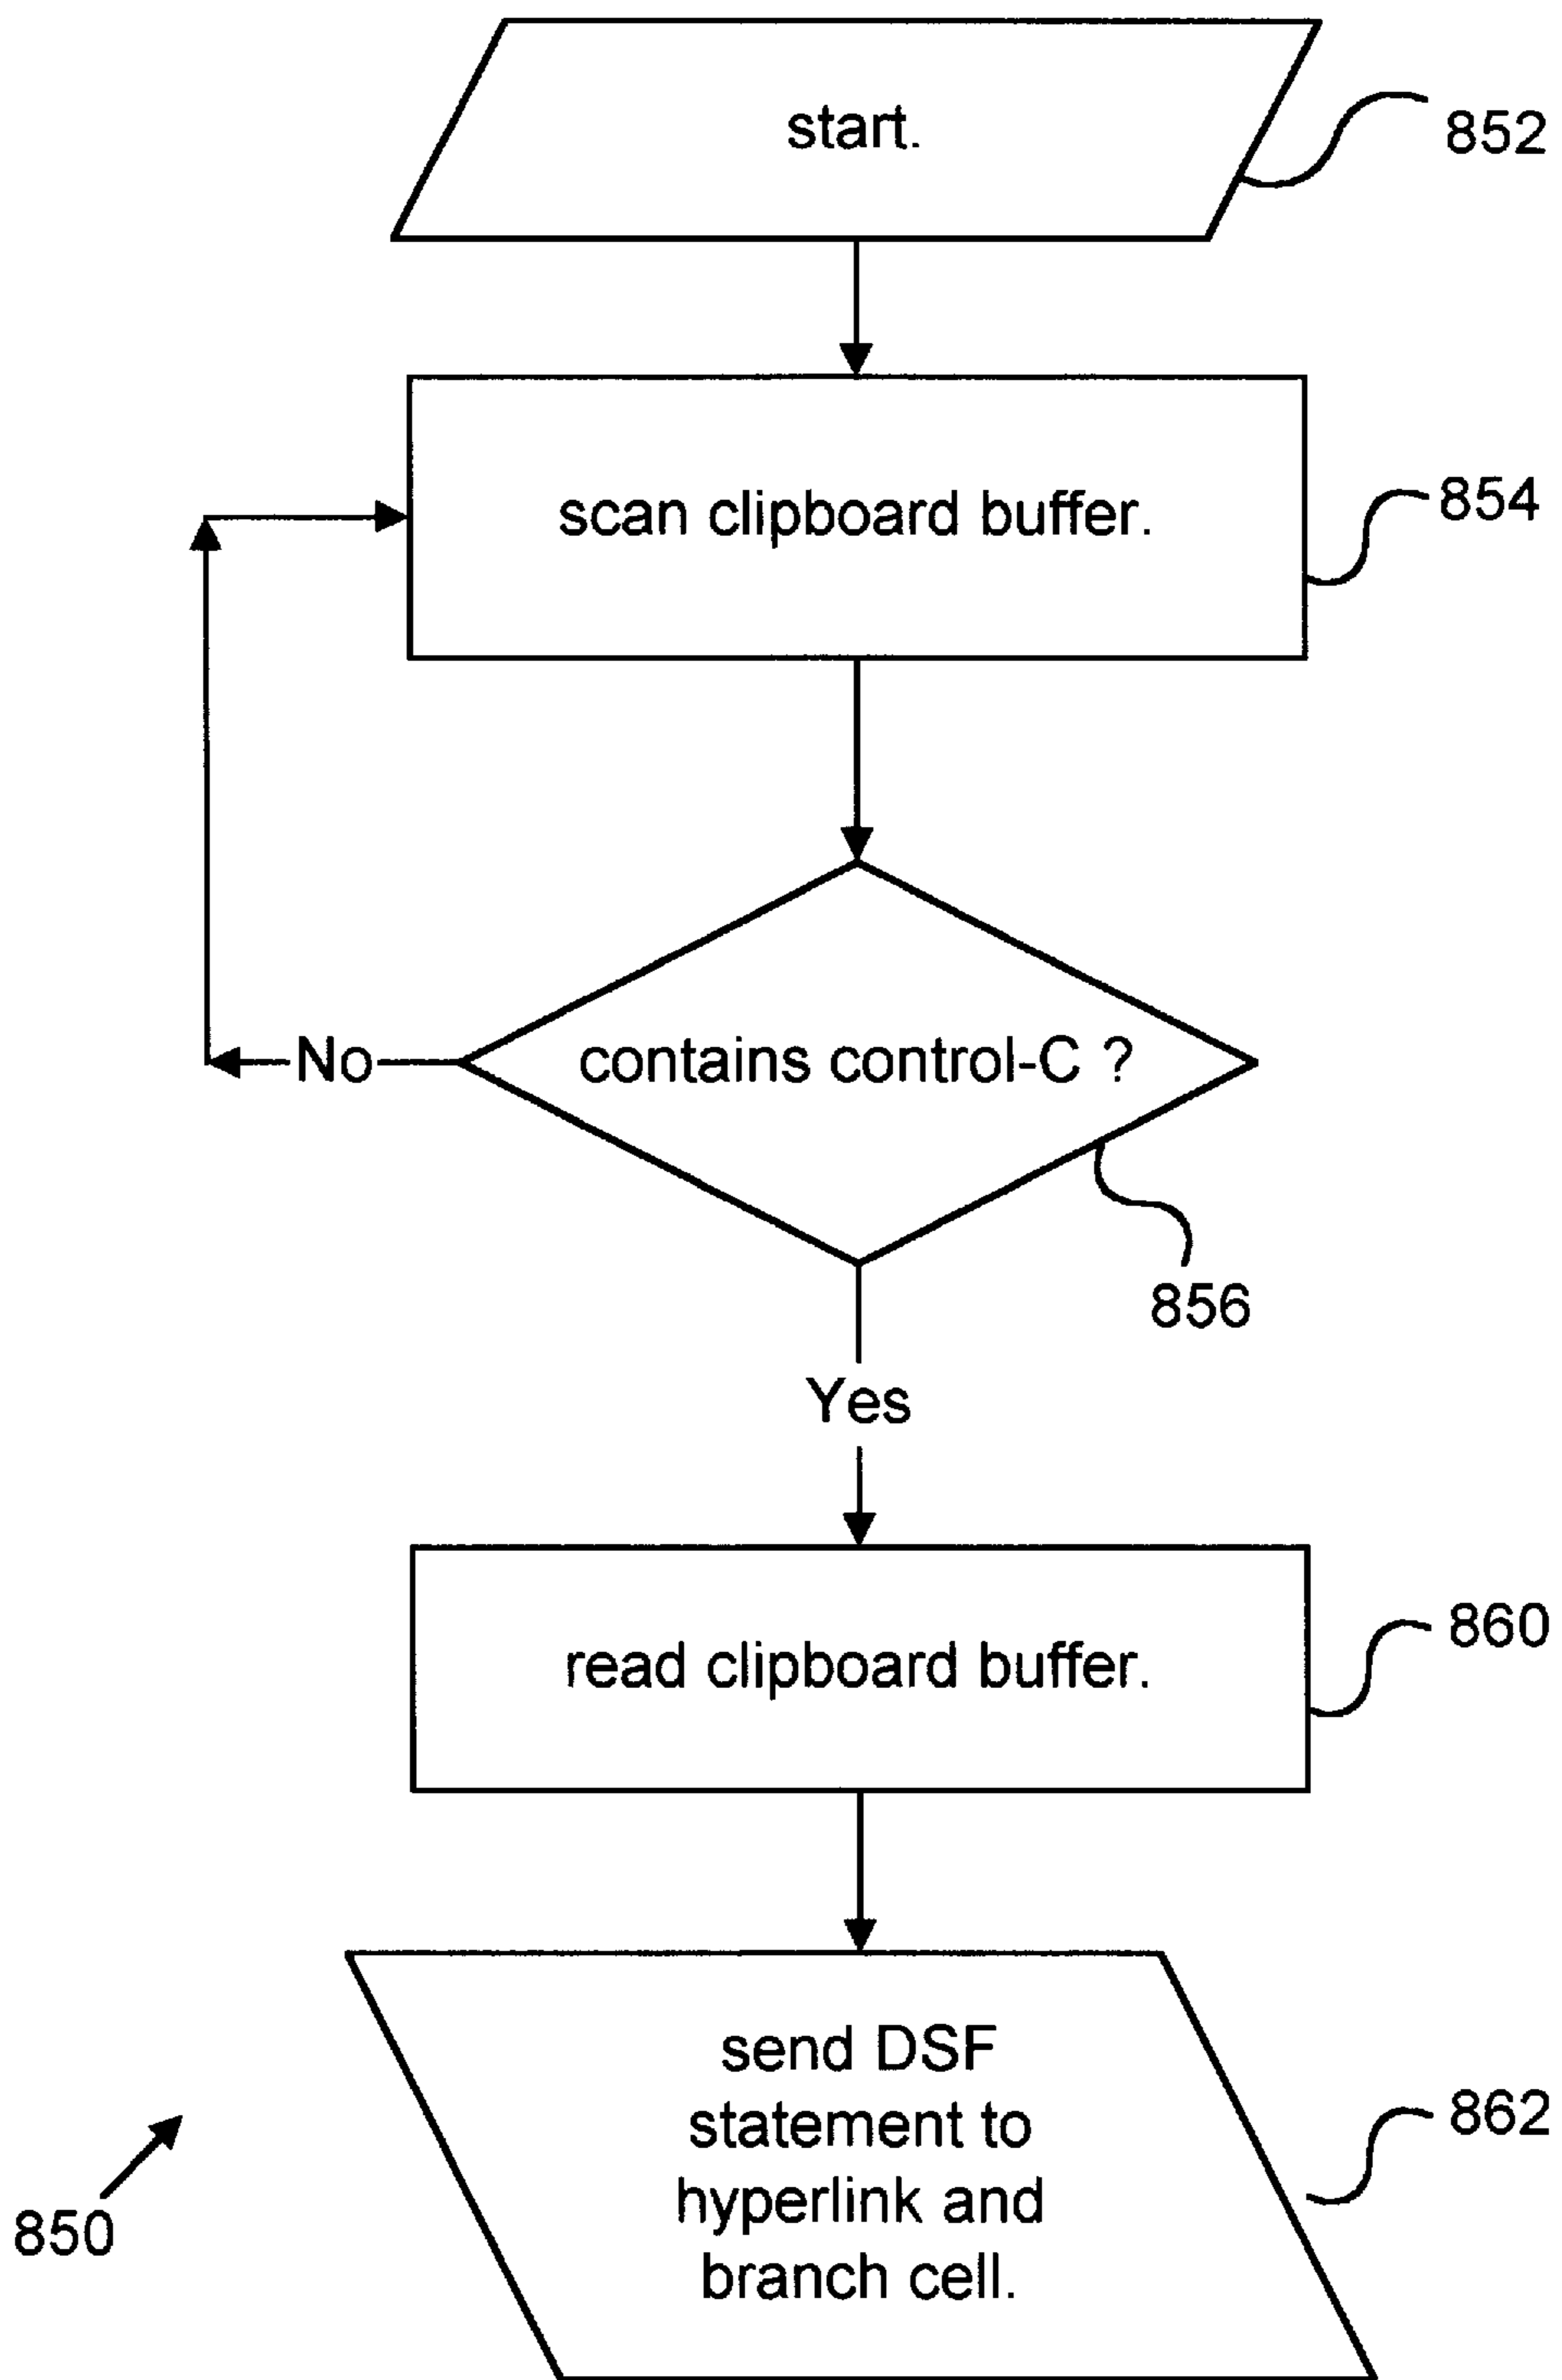 start.
852
scan clipboard buffer.
854
No
contains control-C ?
856
Yes
read clipboard buffer.
860
send DSF
statement to
hyperlink and
branch cell.
862
850